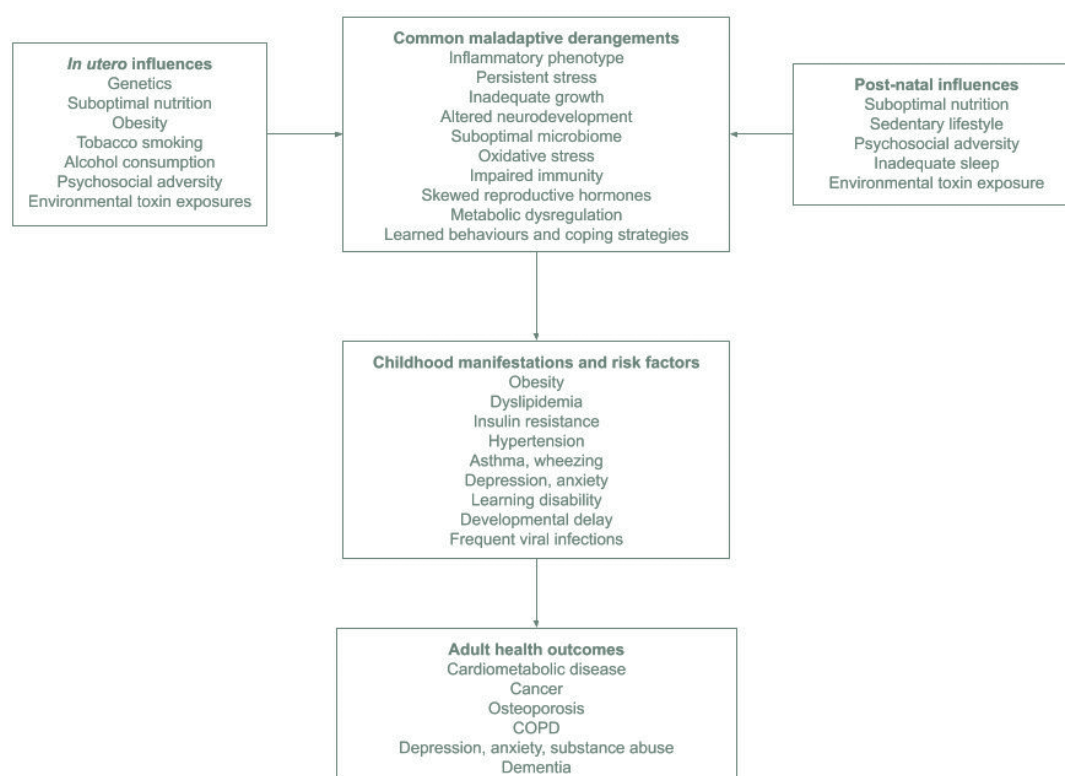 In utero influences
Genetics
Suboptimal nutrition
Obesity
Tobacco smoking
Alcohol consumption
Psychosocial adversity
Environmental toxin exposures
Common maladaptive derangements
Inflammatory phenotype
Persistent stress
Inadequate growth
Altered neurodevelopment
Suboptimal microbiome
Oxidative stress
Impaired immunity
Skewed reproductive hormones
Metabolic dysregulation
Learned behaviours and coping strategies
Post-natal influences
Suboptimal nutrition
Sedentary lifestyle
Psychosocial adversity
Inadequate sleep
Environmental toxin exposure
Childhood manifestations and risk factors
Obesity
Dyslipidemia
Insulin resistance
Hypertension
Asthma, wheezing
Depression, anxiety
Learning disability
Developmental delay
Frequent viral infections
Adult health outcomes
Cardiometabolic disease
Cancer
Osteoporosis
COPD
Depression, anxiety, substance abuse
Dementia